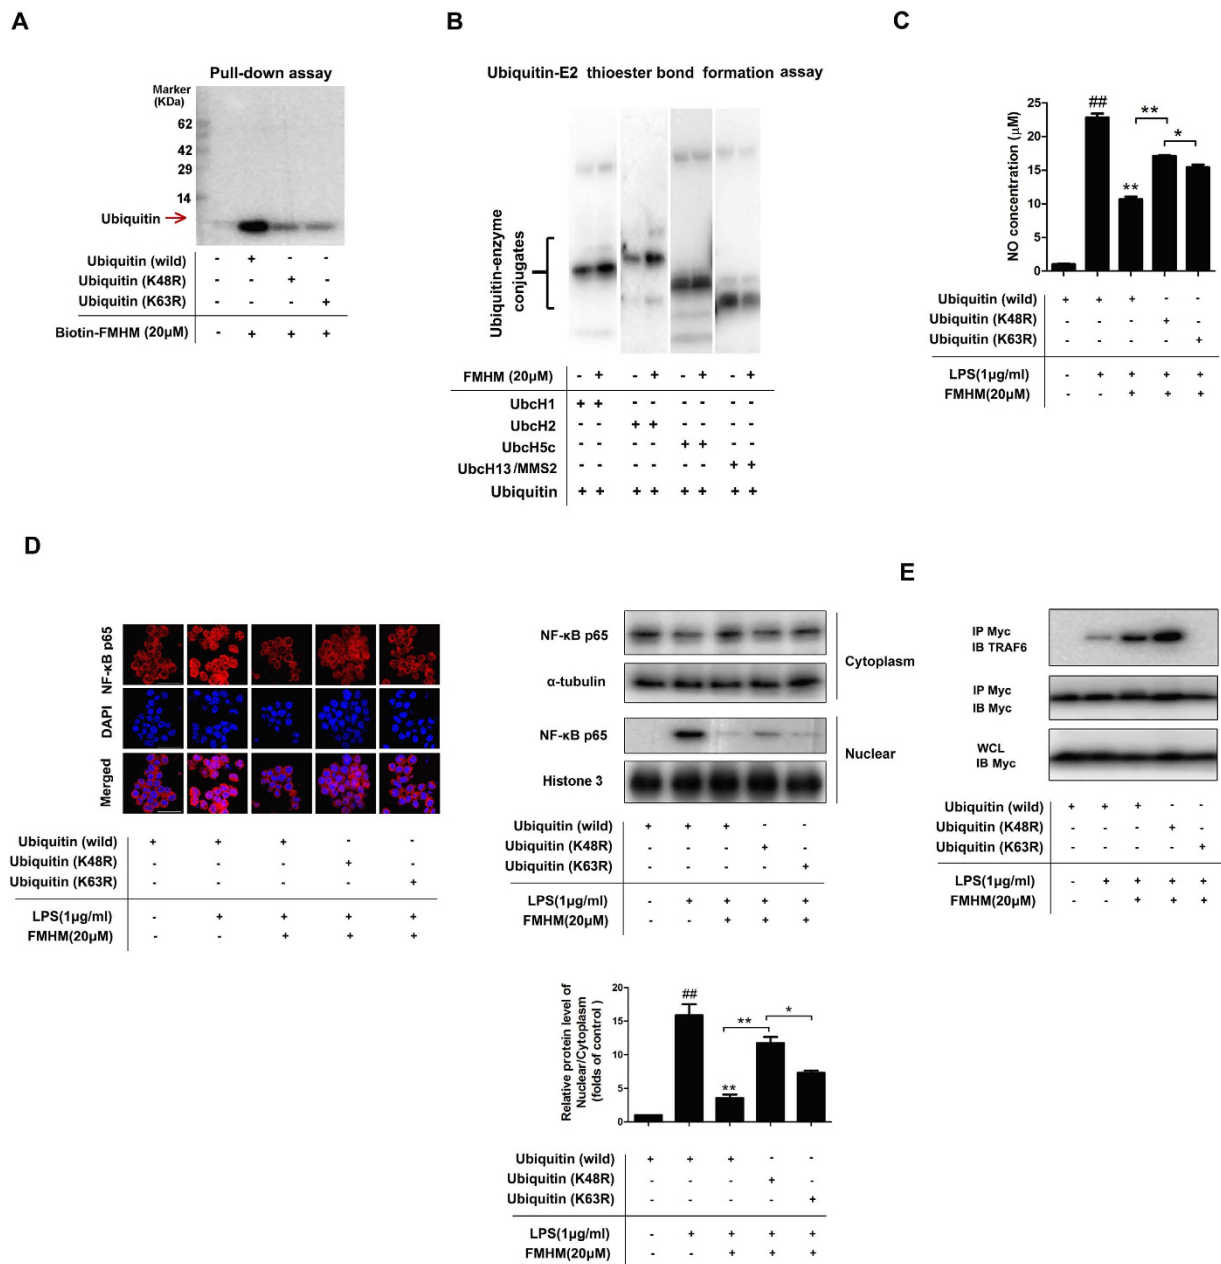 A
Pull-down assay
Marker
(KDa)
62
42
29
14
Ubiquitin
Ubiquitin (wild) - + - -
Ubiquitin (K48R) - - + -
Ubiquitin (K63R) - - - +
Biotin-FMHM (20μM) - + + +
B
Ubiquitin-E2 thioester bond formation assay
Ubiquitin-enzyme
conjugates
FMHM (20μM) - + - + - + - +
UbcH1 + + - - - - - -
UbcH2 - - + + - - - -
UbcH5c - - - - + + - -
UbcH13/MMS2 - - - - - - + +
Ubiquitin + + + + + + + +
C
NO concentration (μM)
25
20
15
10
5
0
##
**
**
*
Ubiquitin (wild) + + + - -
Ubiquitin (K48R) - - - + -
Ubiquitin (K63R) - - - - +
LPS(1μg/ml) - + + + +
FMHM(20μM) - - + + +
D
NF-κB p65
DAPI
Merged
Ubiquitin (wild) + + + - -
Ubiquitin (K48R) - - - + -
Ubiquitin (K63R) - - - - +
LPS(1μg/ml) - + + + +
FMHM(20μM) - - + + +
NF-κB p65
α-tubulin
Cytoplasm
NF-κB p65
Histone 3
Nuclear
Ubiquitin (wild) + + + - -
Ubiquitin (K48R) - - - + -
Ubiquitin (K63R) - - - - +
LPS(1μg/ml) - + + + +
FMHM(20μM) - - + + +
Relative protein level of
Nuclear/Cytoplasm
(folds of control )
20
15
10
5
0
##
**
**
*
Ubiquitin (wild) + + + - -
Ubiquitin (K48R) - - - + -
Ubiquitin (K63R) - - - - +
LPS(1μg/ml) - + + + +
FMHM(20μM) - - + + +
E
IP Myc
IB TRAF6
IP Myc
IB Myc
WCL
IB Myc
Ubiquitin (wild) + + + - -
Ubiquitin (K48R) - - - + -
Ubiquitin (K63R) - - - - +
LPS(1μg/ml) - + + + +
FMHM(20μM) - - + + +